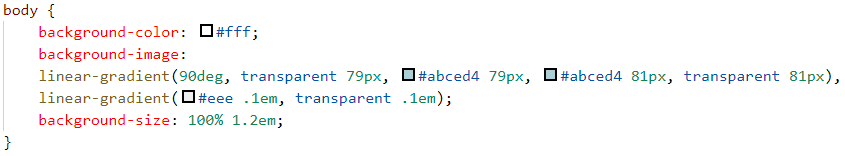 body {
background-color: #fff;
background-image:
linear-gradient(90deg, transparent 79px, #abced4 79px, #abced4 81px, transparent 81px),
linear-gradient(#eee .1em, transparent .1em);
background-size: 100% 1.2em;
}